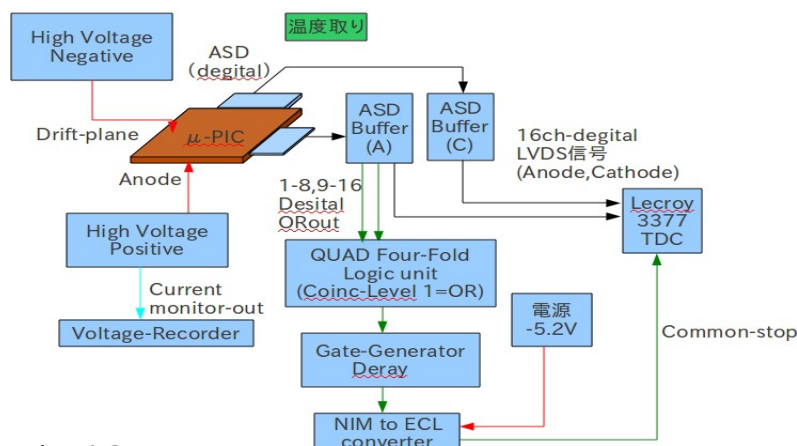 High Voltage
Negative
温度取り
ASD
(degital)
Drift-plane
μ-PIC
Anode
ASD
Buffer
(A)
ASD
Buffer
(C)
16ch-degital
LVDS信号
(Anode,Cathode)
1-8,9-16
Desital
ORout
Lecroy
3377
TDC
High Voltage
Positive
QUAD Four-Fold
Logic unit
(Coinc-Level 1=OR)
Current
monitor-out
電源
-5.2V
Voltage-Recorder
Common-stop
Gate-Generator
Deray
NIM to ECL
converter